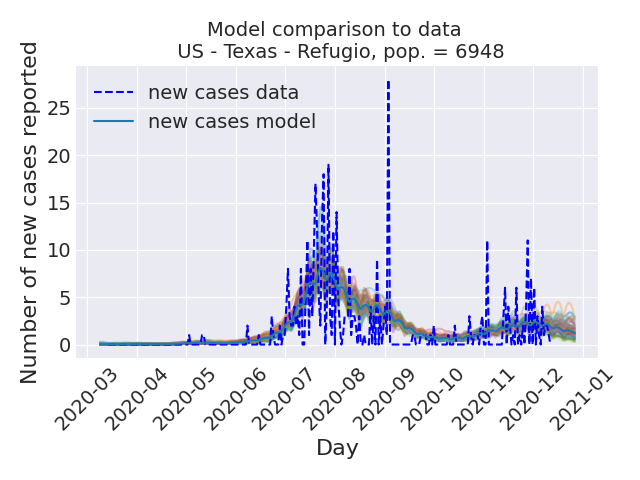 Model comparison to data
US - Texas - Refugio, pop. = 6948
Number of new cases reported
25
20
15
10
5
0
new cases data
new cases model
2020-03
2020-04
2020-05
2020-06
2020-07
2020-08
2020-09
2020-10
2020-11
2020-12
2021-01
Day